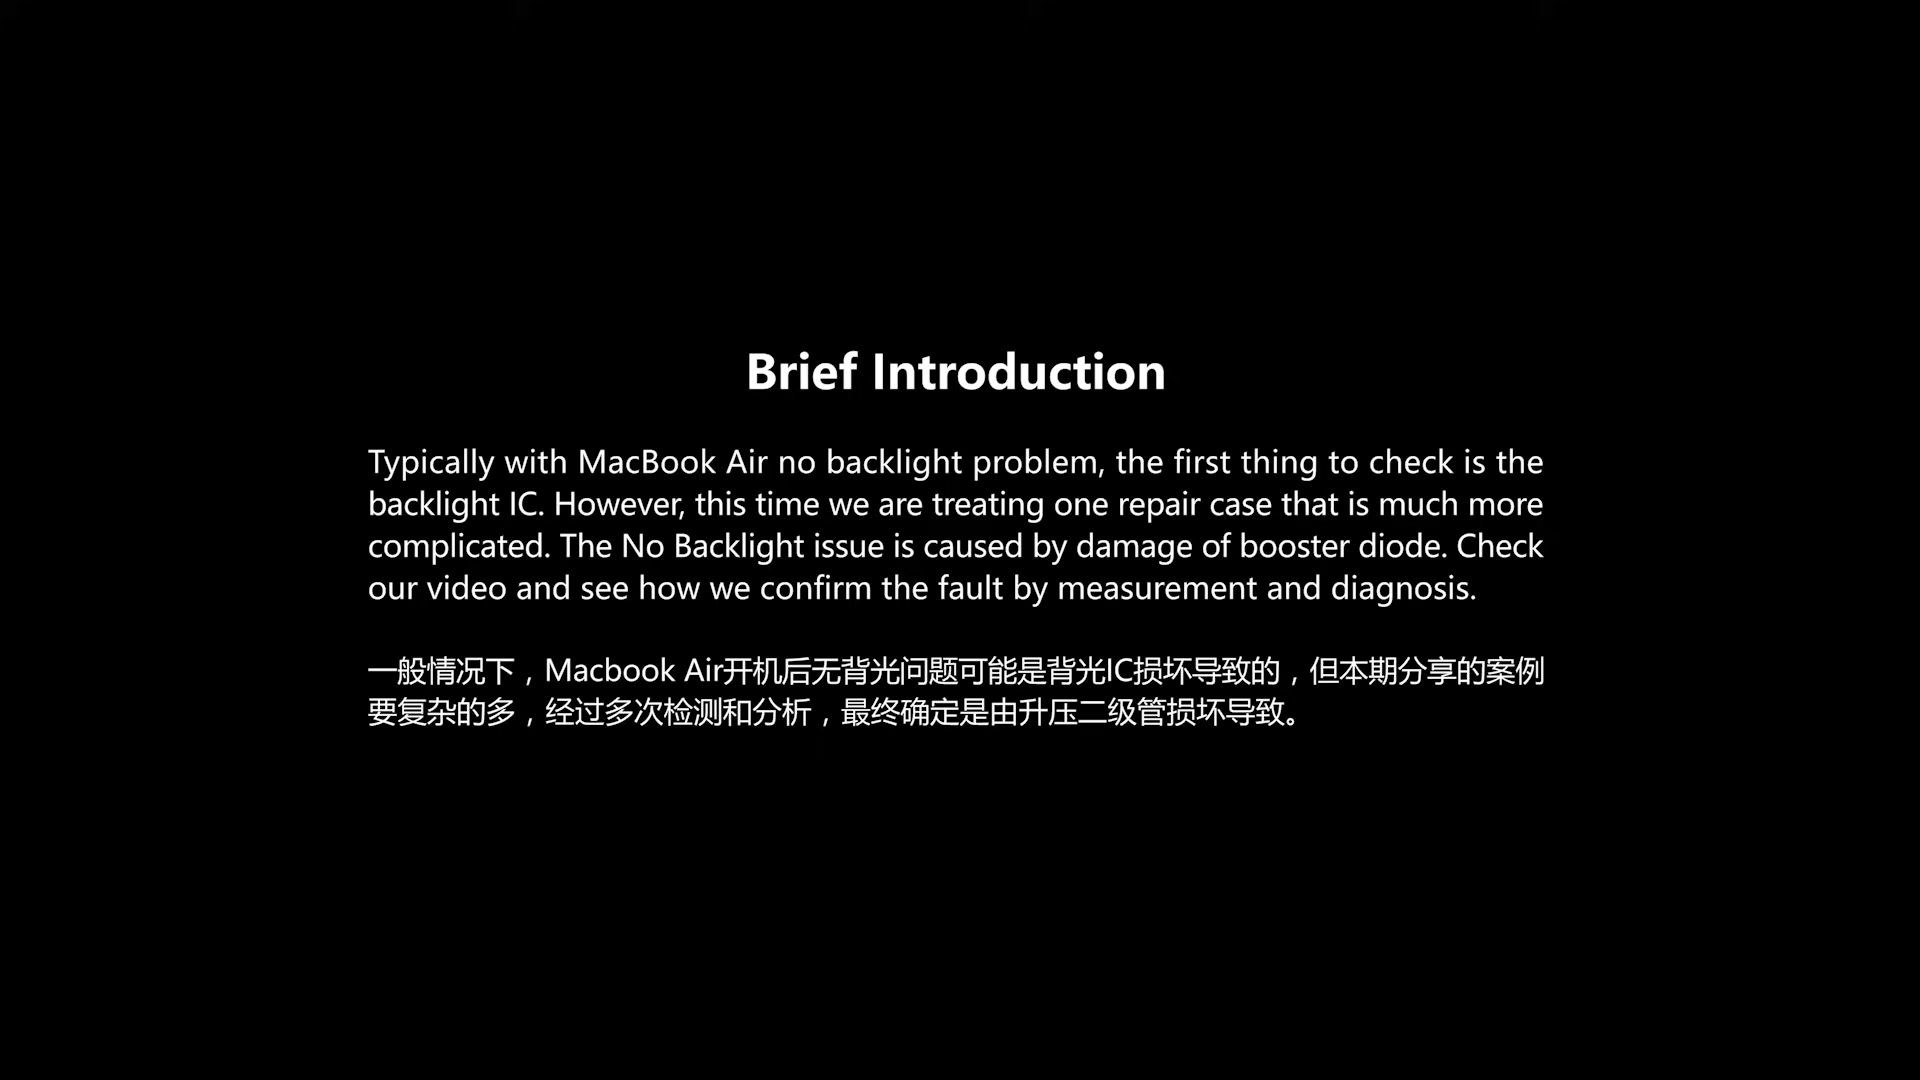 Brief Introduction
Typically with MacBook Air no backlight problem, the first thing to check is the
backlight IC. However, this time we are treating one repair case that is much more
complicated. The No Backlight issue is caused by damage of booster diode. Check
our video and see how we confirm the fault by measurement and diagnosis.
一般情况下，Macbook Air开机后无背光问题可能是背光IC损坏导致的，但本期分享的案例
要复杂的多，经过多次检测和分析，最终确定是由升压二级管损坏导致。